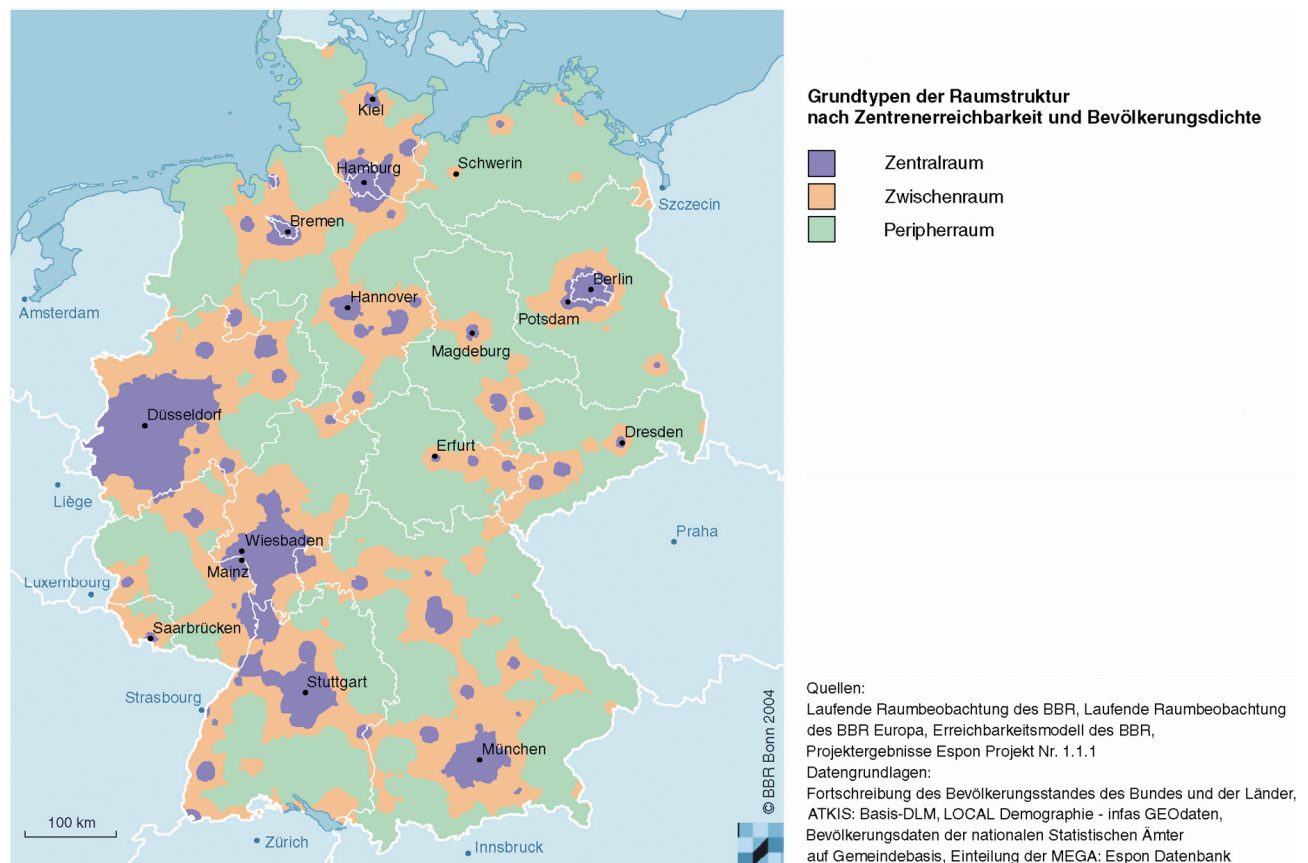 Kiel
Hamburg
Schwerin
Szczecin
Bremen
Berlin
Amsterdam
Hannover
Potsdam
Magdeburg
Düsseldorf
Dresden
Erfurt
Liège
Praha
Wiesbaden
Mainz
Luxembourg
Saarbrücken
Stuttgart
Strasbourg
München
100 km
Zürich
Innsbruck
© BBR Bonn 2004
Grundtypen der Raumstruktur
nach Zentrenerreichbarkeit und Bevölkerungsdichte
Zentralraum
Zwischenraum
Peripherraum
Quellen:
Laufende Raumbeobachtung des BBR, Laufende Raumbeobachtung
des BBR Europa, Erreichbarkeitsmodell des BBR,
Projektergebnisse Espon Projekt Nr. 1.1.1
Datengrundlagen:
Fortschreibung des Bevölkerungsstandes des Bundes und der Länder,
ATKIS: Basis-DLM, LOCAL Demographie - infas GEOdaten,
Bevölkerungsdaten der nationalen Statistischen Ämter
auf Gemeindebasis, Einteilung der MEGA: Espon Datenbank